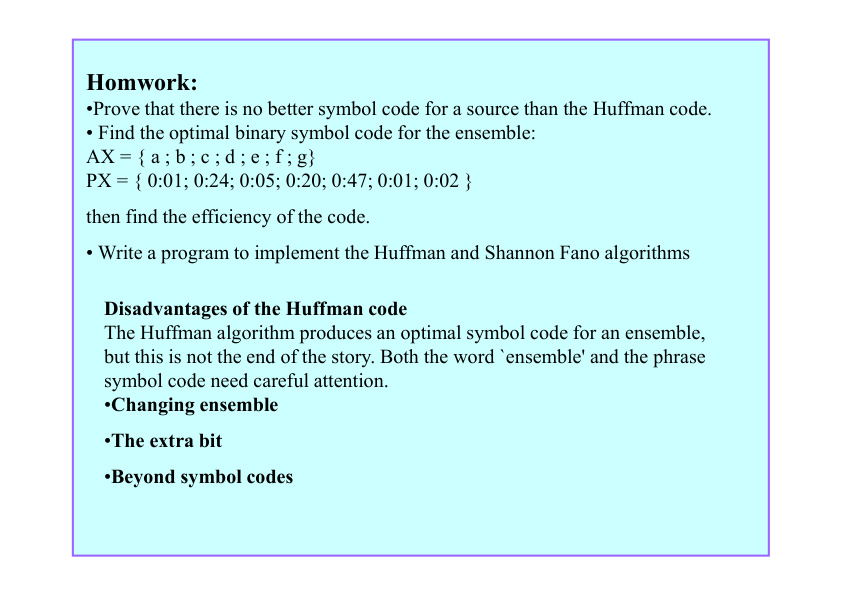 Homwork:
•Prove that there is no better symbol code for a source than the Huffman code.
• Find the optimal binary symbol code for the ensemble:
AX = { a ; b ; c ; d ; e ; f ; g}
PX = { 0:01; 0:24; 0:05; 0:20; 0:47; 0:01; 0:02 }
then find the efficiency of the code.
• Write a program to implement the Huffman and Shannon Fano algorithms
Disadvantages of the Huffman code
The Huffman algorithm produces an optimal symbol code for an ensemble,
but this is not the end of the story. Both the word `ensemble' and the phrase
symbol code need careful attention.
•Changing ensemble
•The extra bit
•Beyond symbol codes